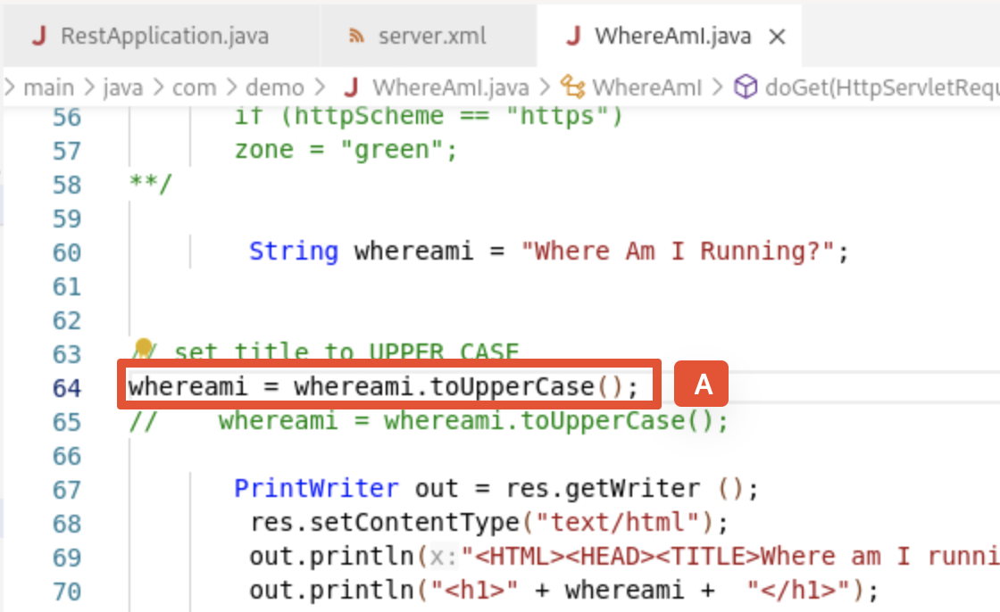 RestApplication.java server.xml WhereAmI.java ×
> main > java > com > demo > WhereAmI.java > WhereAmI > doGet(HttpServletRequ
56 if (httpScheme == "https")
57 zone = "green";
58 **/
59
60 String whereami = "Where Am I Running?";
61
62
63 // set title to UPPER CASE
64 whereami = whereami.toUpperCase(); A
65 // whereami = whereami.toUpperCase();
66
67 PrintWriter out = res.getWriter ();
68 res.setContentType("text/html");
69 out.println(x:"<HTML><HEAD><TITLE>Where am I runni
70 out.println("<h1>" + whereami + "</h1>");